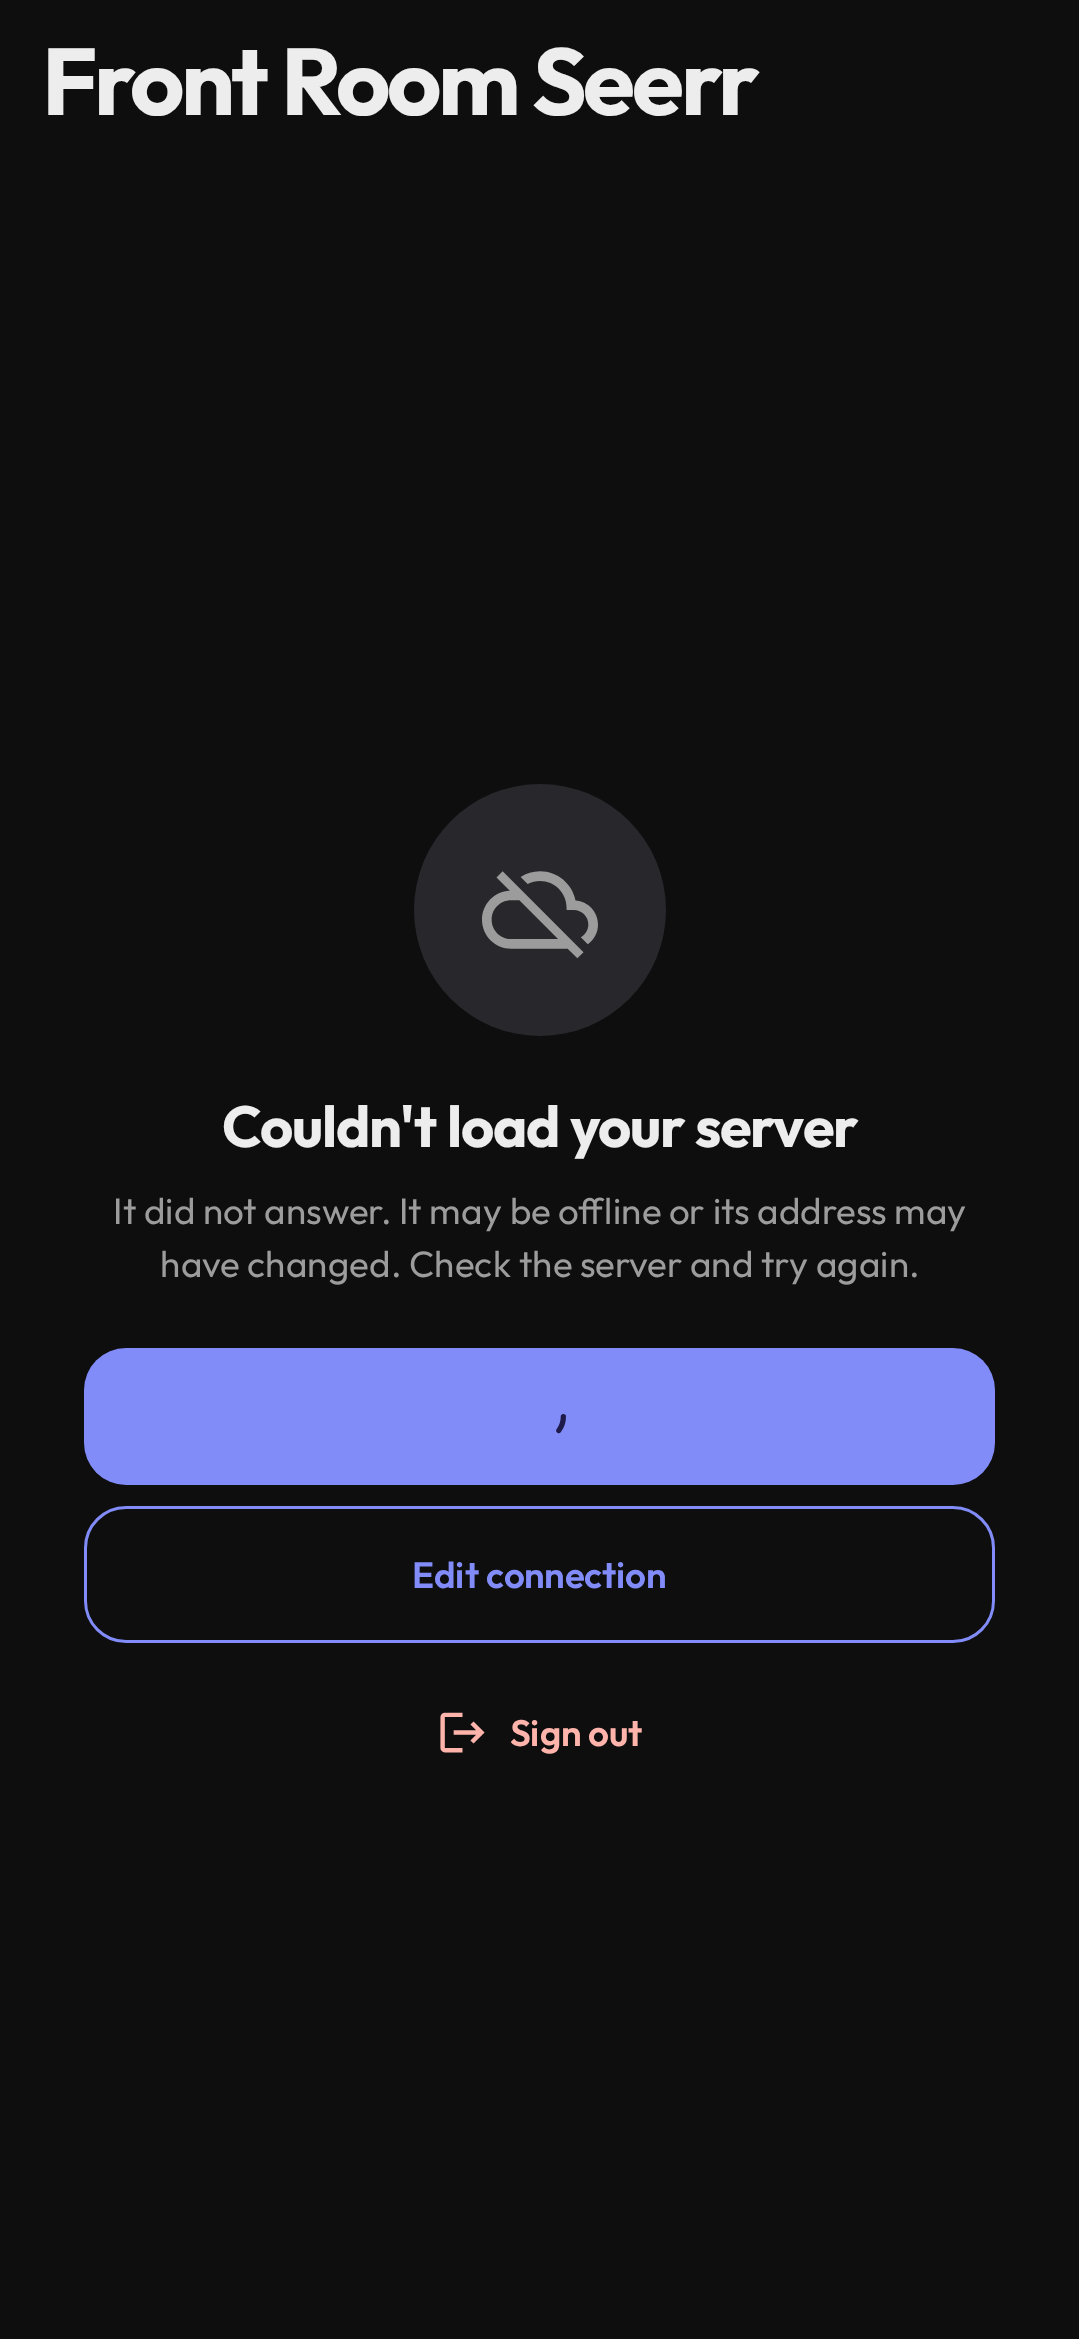 Front Room Seerr
Couldn't load your server
It did not answer. It may be offline or its address may
have changed. Check the server and try again.
Edit connection
Sign out